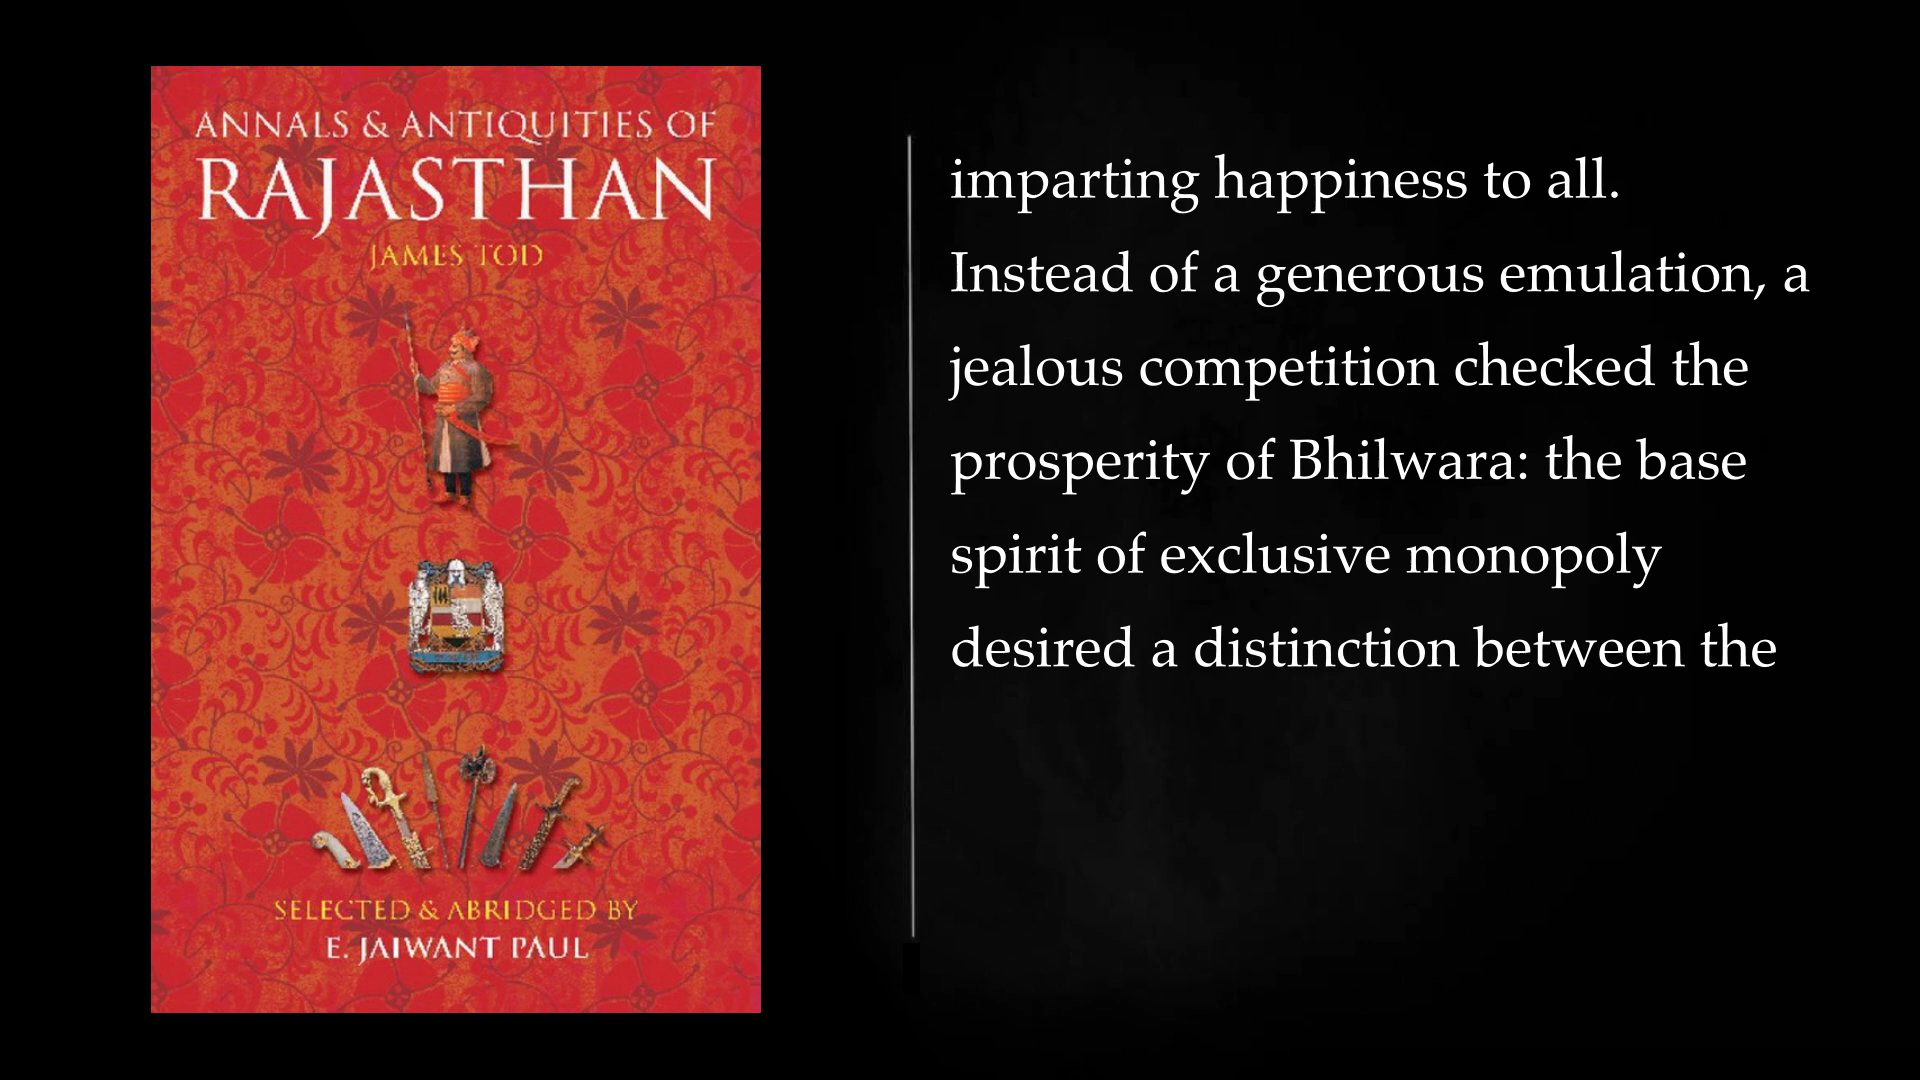 ANNALS & ANTIQUITIES OF
RAJASTHAN
JAMES TOD
SELECTED & ABRIDGED BY
E. JAIWANT PAUL
imparting happiness to all.
Instead of a generous emulation, a
jealous competition checked the
prosperity of Bhilwara: the base
spirit of exclusive monopoly
desired a distinction between the